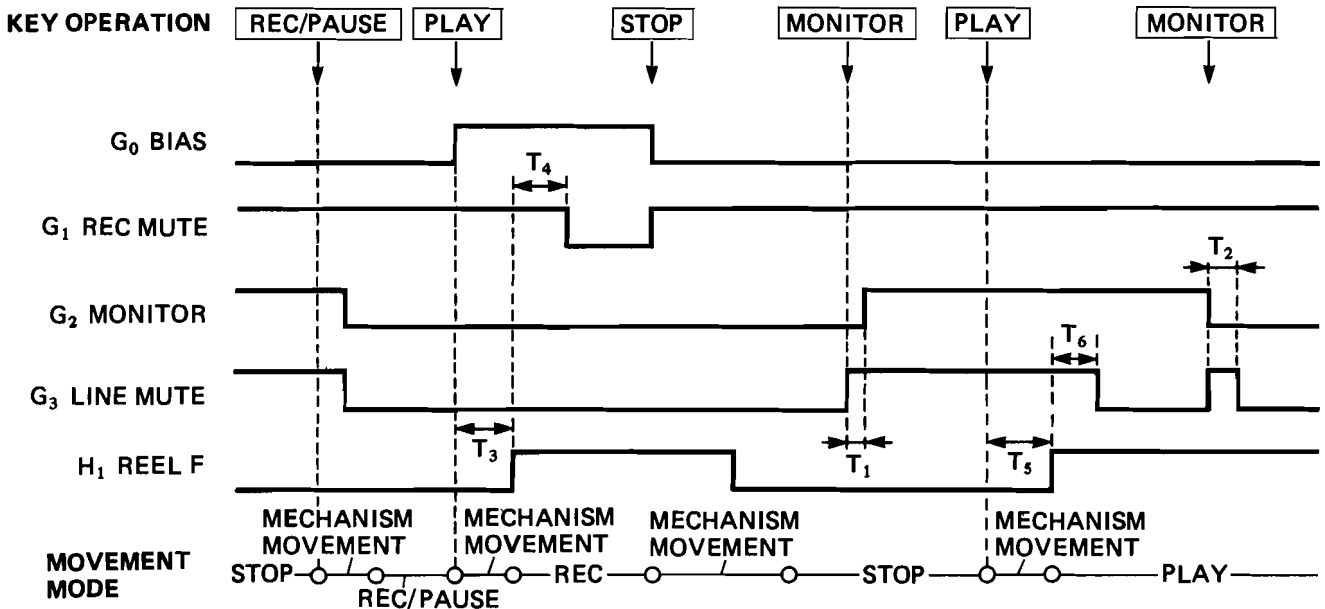 KEY OPERATION REC/PAUSE PLAY STOP MONITOR PLAY MONITOR
G₀ BIAS
T₄
G₁ REC MUTE
T₂
G₂ MONITOR
T₆
G₃ LINE MUTE
T₃ T₁ T₅
H₁ REEL F
MECHANISM MOVEMENT
MECHANISM MOVEMENT
MECHANISM MOVEMENT
MECHANISM MOVEMENT
MOVEMENT MODE
STOP REC STOP PLAY
REC/PAUSE